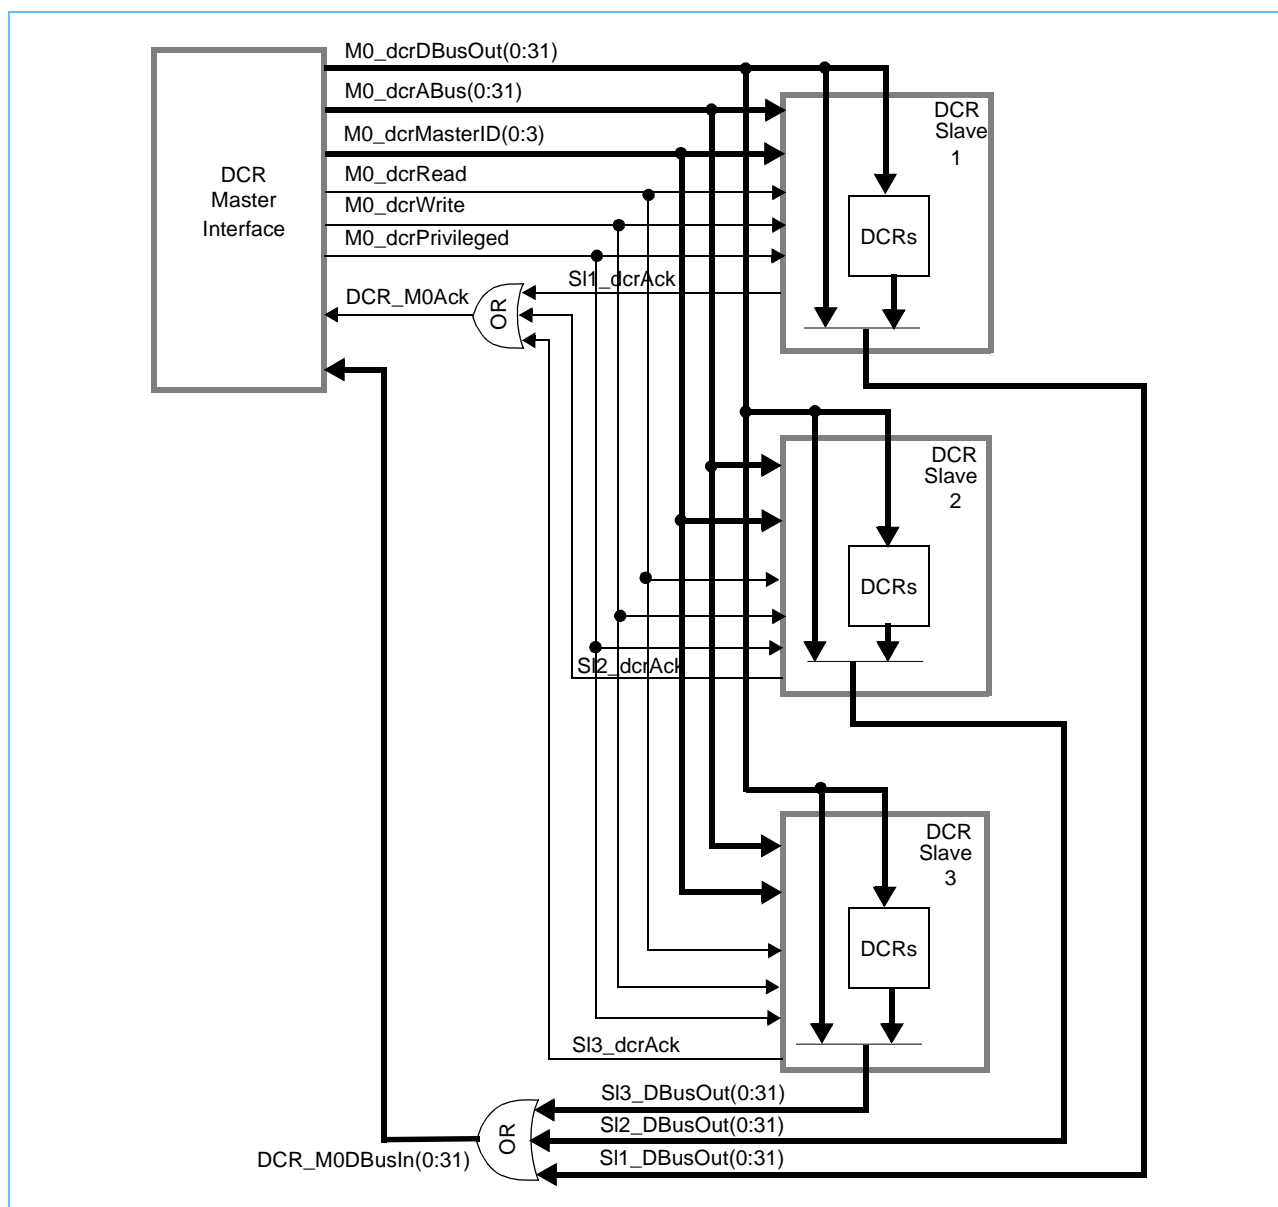 M0_dcrDBusOut(0:31)
M0_dcrABus(0:31)
M0_dcrMasterID(0:3)
M0_dcrRead
M0_dcrWrite
M0_dcrPrivileged
DCR
Master
Interface
DCR
Slave
1
DCRs
Sl1_dcrAck
DCR_M0Ack
OR
DCR
Slave
2
DCRs
Sl2_dcrAck
DCR
Slave
3
DCRs
Sl3_dcrAck
Sl3_DBusOut(0:31)
Sl2_DBusOut(0:31)
Sl1_DBusOut(0:31)
OR
DCR_M0DBusIn(0:31)